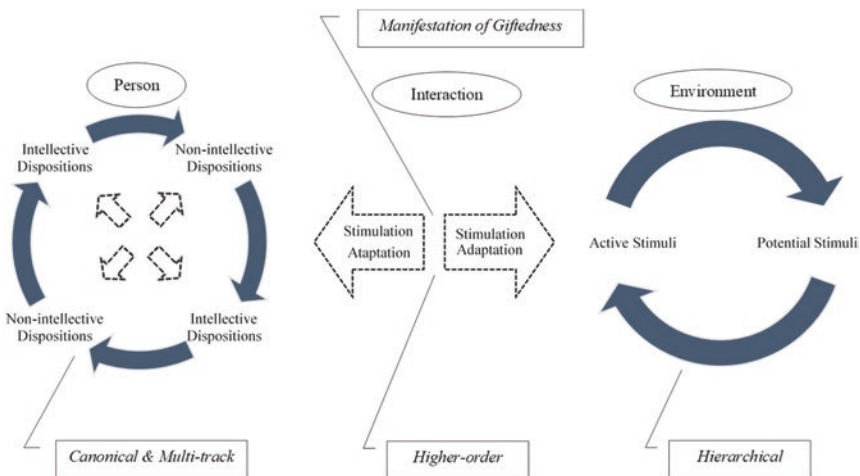 Manifestation of Giftedness
Person
Interaction
Environment
Intellective
Dispositions
Non-intellective
Dispositions
Stimulation
Ataptation
Stimulation
Adaptation
Active Stimuli
Potential Stimuli
Non-intellective
Dispositions
Intellective
Dispositions
Canonical & Multi-track
Higher-order
Hierarchical